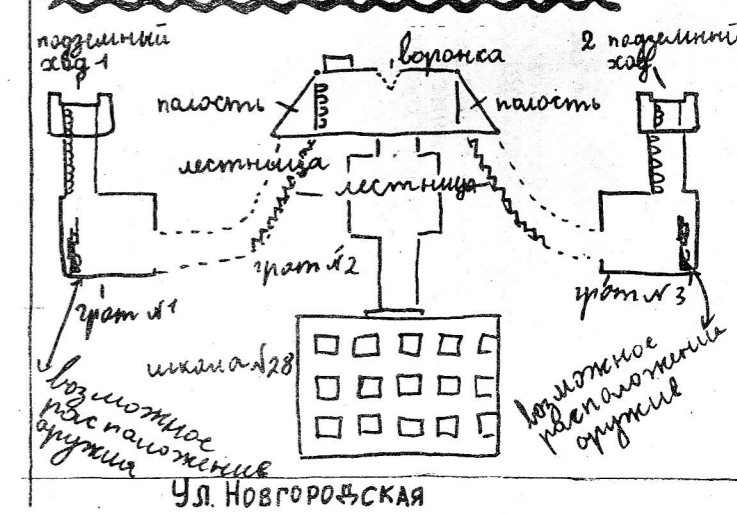 подземный
ход 1
воронка
2 подземный
ход
полость
полость
лестница
лестница
грот №2
грот №1
грот №3
школа №28
возможное
расположение
оружия
возможное
расположение
оружие
Ул. Новгородская